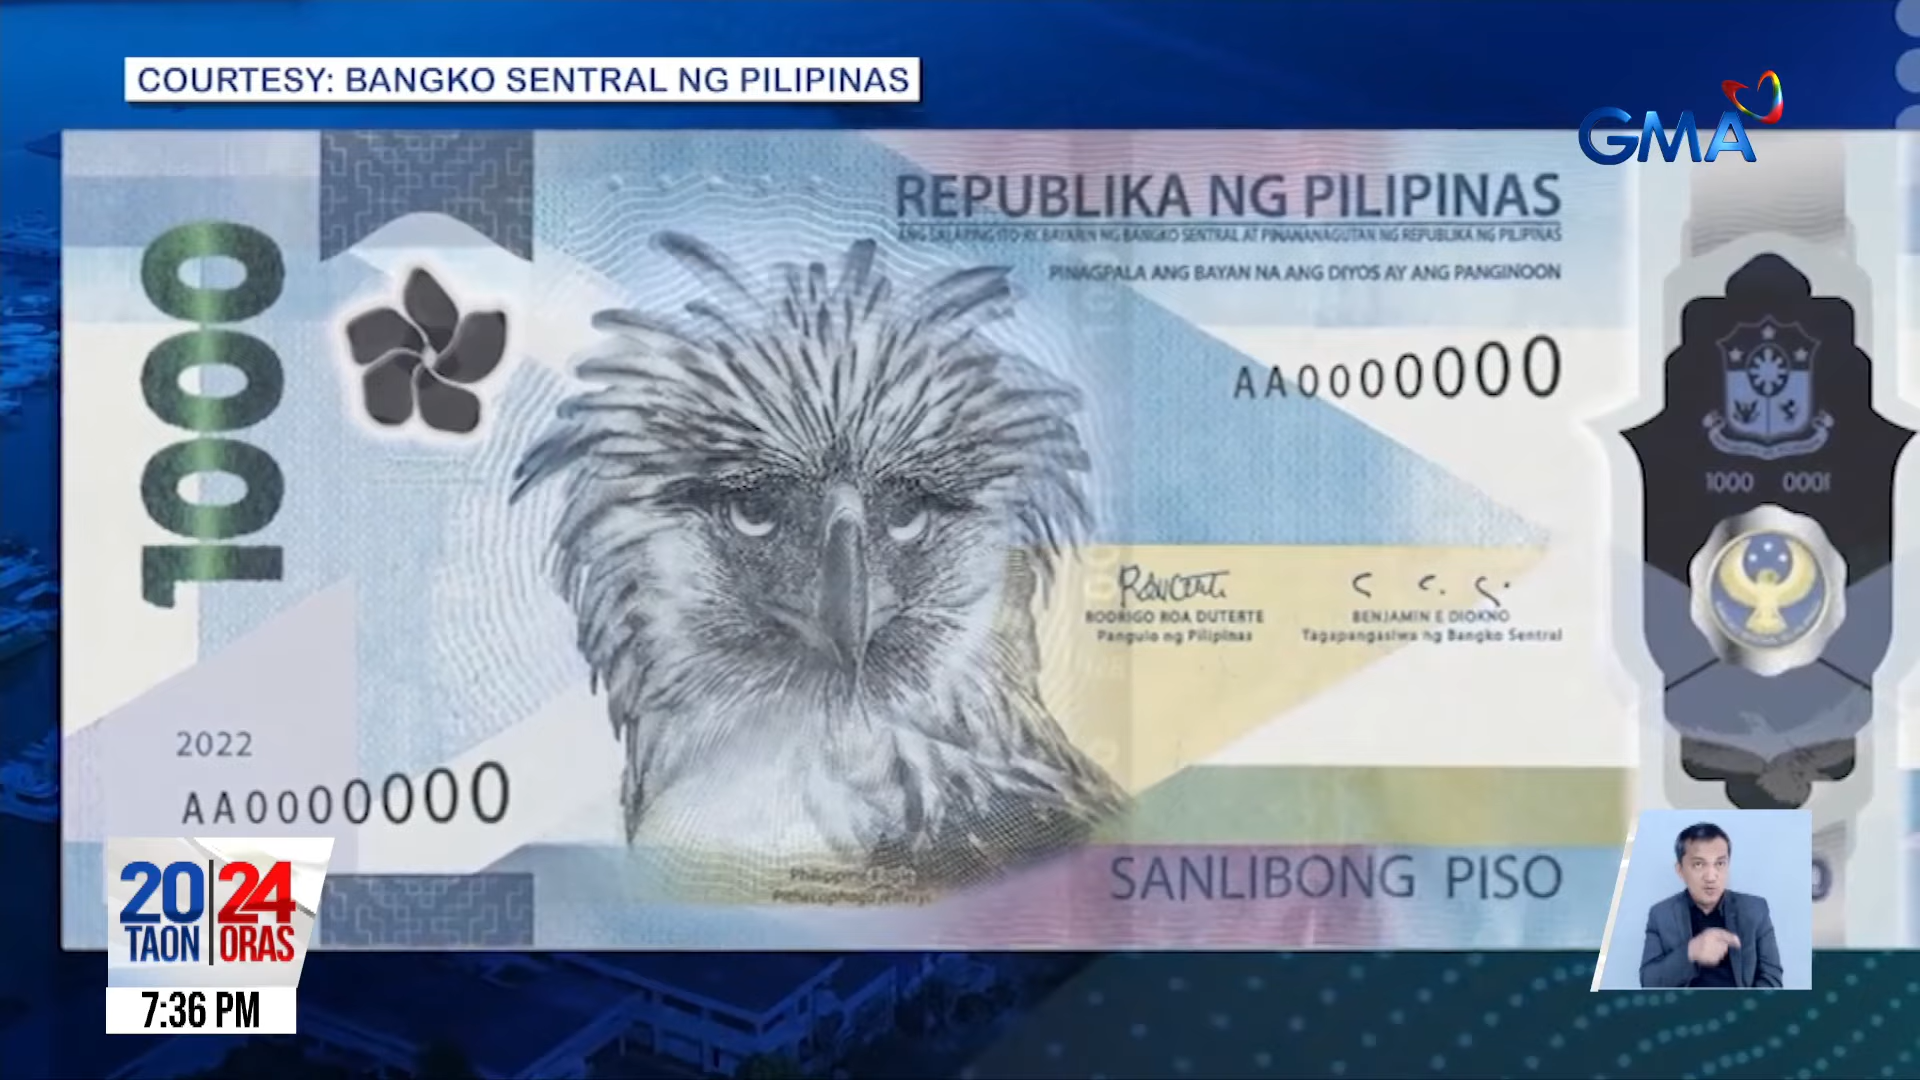 COURTESY: BANGKO SENTRAL NG PILIPINAS
GMA
REPUBLIKA NG PILIPINAS
ANG SALAPING ITO AY BAYARIN NG BANGKO SENTRAL AT PINANANAGUTAN NG REPUBLIKA NG PILIPINAS
PINAGPALA ANG BAYAN NA ANG DIYOS AY ANG PANGINOON
1000
AA0000000
1000 0001
RODRIGO ROA DUTERTE
Pangulo ng Pilipinas
BENJAMIN E DIOKNO
Tagapangasiwa ng Bangko Sentral
2022
AA0000000
Philippine Eagle
Pithecophaga jefferyi
SANLIBONG PISO
20 TAON
24 ORAS
7:36 PM